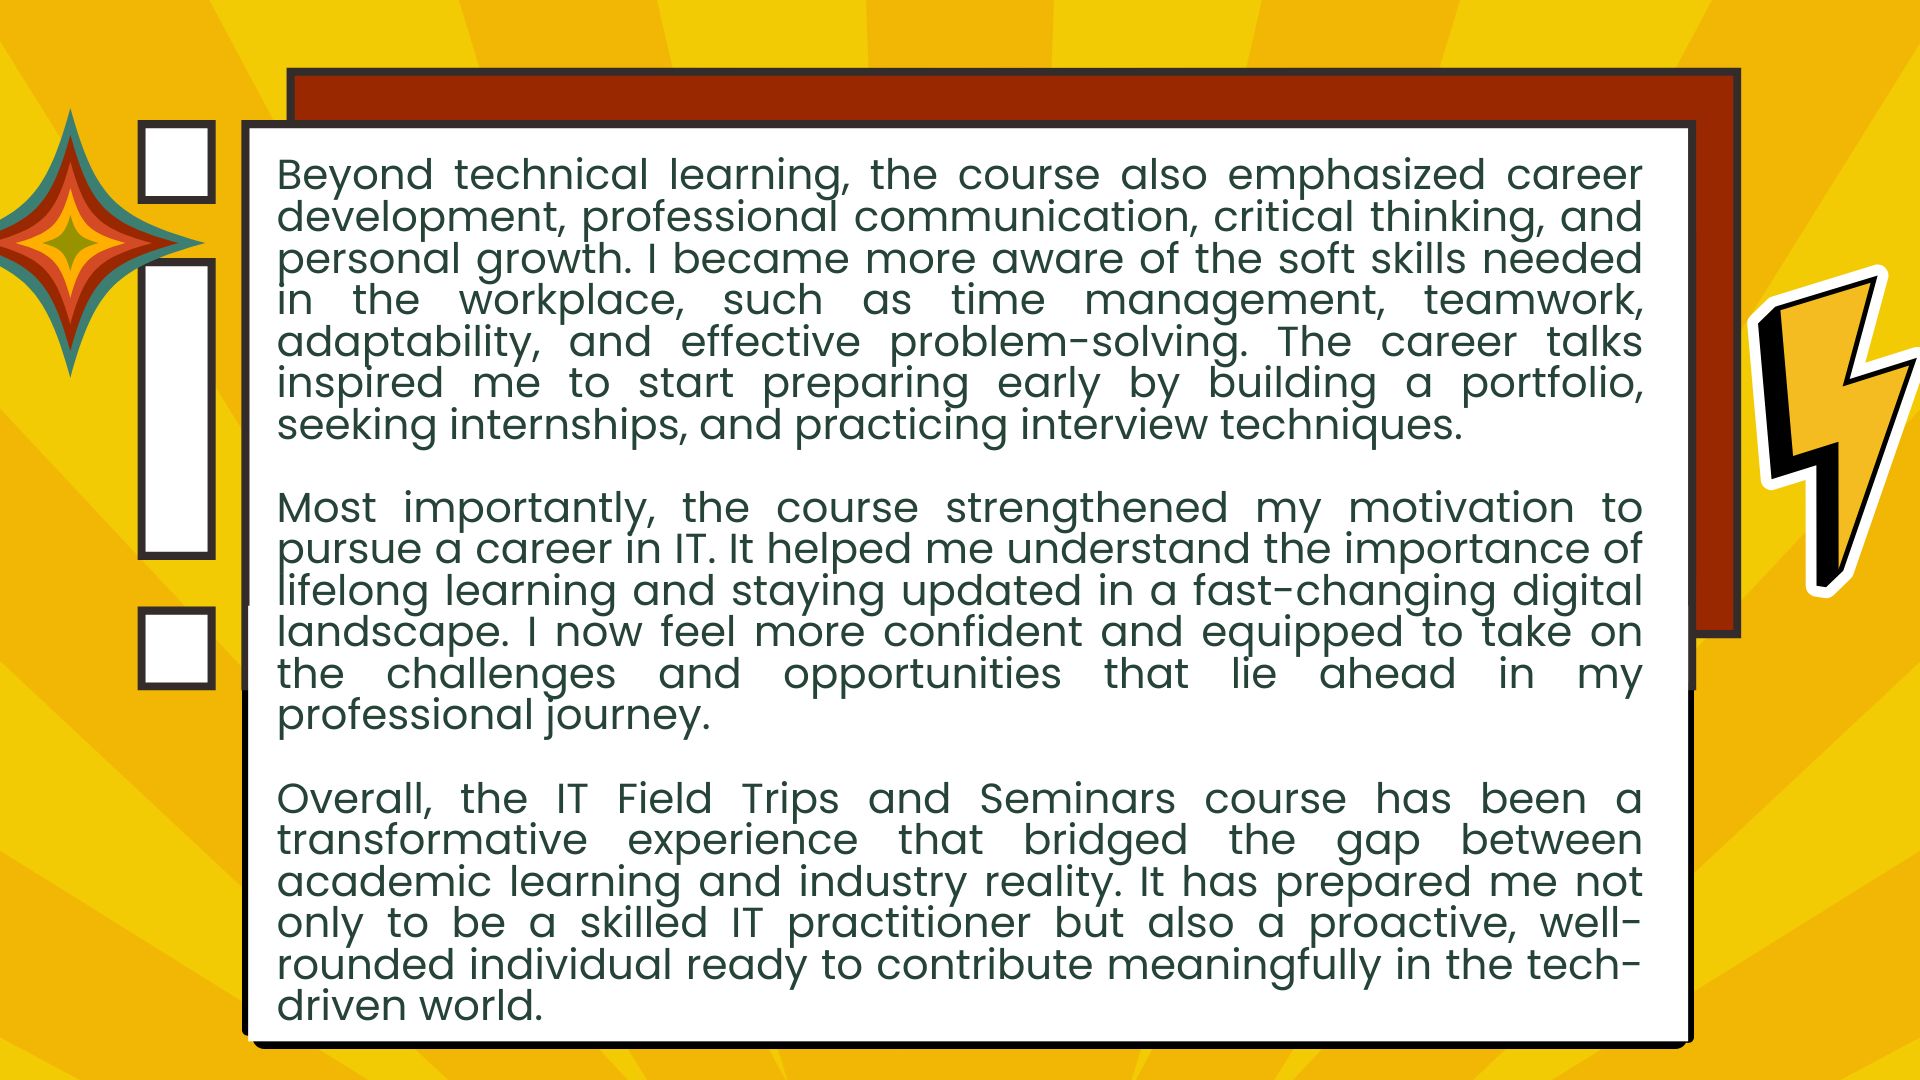 Beyond technical learning, the course also emphasized career
development, professional communication, critical thinking, and
personal growth. I became more aware of the soft skills needed
in the workplace, such as time management, teamwork,
adaptability, and effective problem-solving. The career talks
inspired me to start preparing early by building a portfolio,
seeking internships, and practicing interview techniques.
Most importantly, the course strengthened my motivation to
pursue a career in IT. It helped me understand the importance of
lifelong learning and staying updated in a fast-changing digital
landscape. I now feel more confident and equipped to take on
the challenges and opportunities that lie ahead in my
professional journey.
Overall, the IT Field Trips and Seminars course has been a
transformative experience that bridged the gap between
academic learning and industry reality. It has prepared me not
only to be a skilled IT practitioner but also a proactive, well-
rounded individual ready to contribute meaningfully in the tech-
driven world.